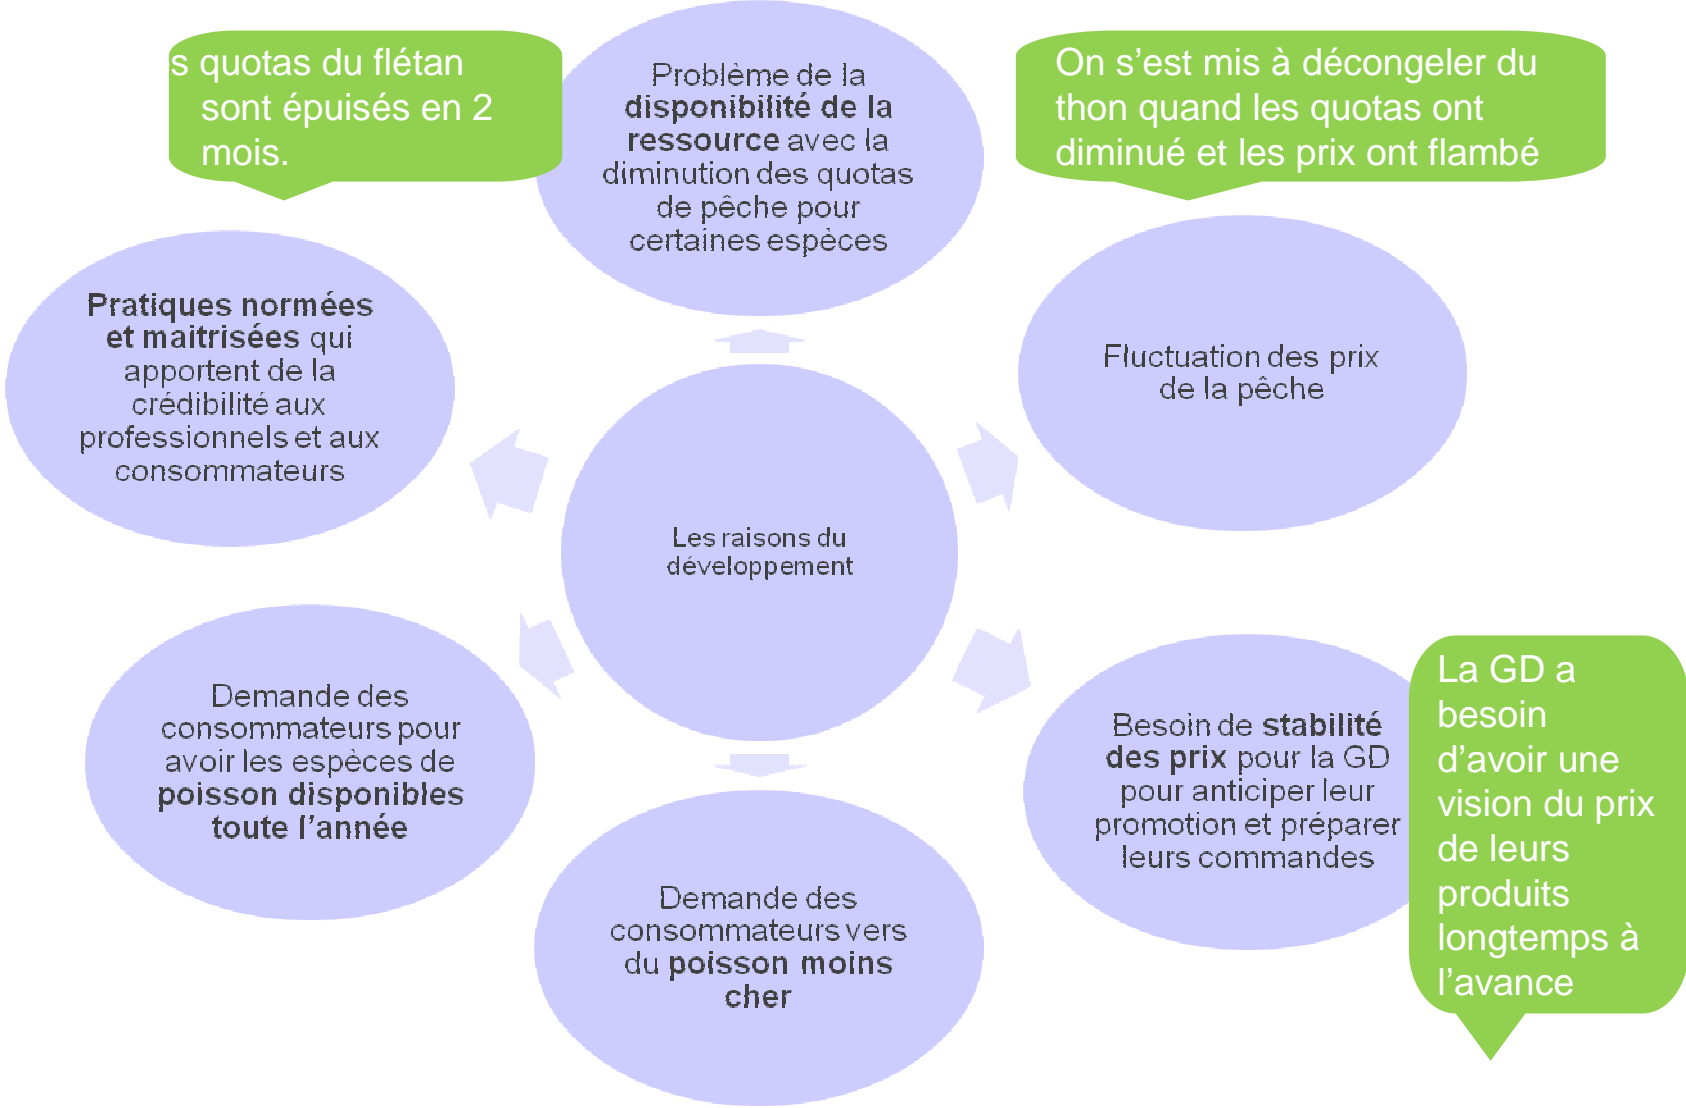 s quotas du flétan
sont épuisés en 2
mois.
Problème de la
disponibilité de la
ressource avec la
diminution des quotas
de pêche pour
certaines espèces
On s’est mis à décongeler du
thon quand les quotas ont
diminué et les prix ont flambé
Pratiques normées
et maitrisées qui
apportent de la
crédibilité aux
professionnels et aux
consommateurs
Fluctuation des prix
de la pêche
Les raisons du
développement
Demande des
consommateurs pour
avoir les espèces de
poisson disponibles
toute l’année
Besoin de stabilité
des prix pour la GD
pour anticiper leur
promotion et préparer
leurs commandes
La GD a
besoin
d’avoir une
vision du prix
de leurs
produits
longtemps à
l’avance
Demande des
consommateurs vers
du poisson moins
cher